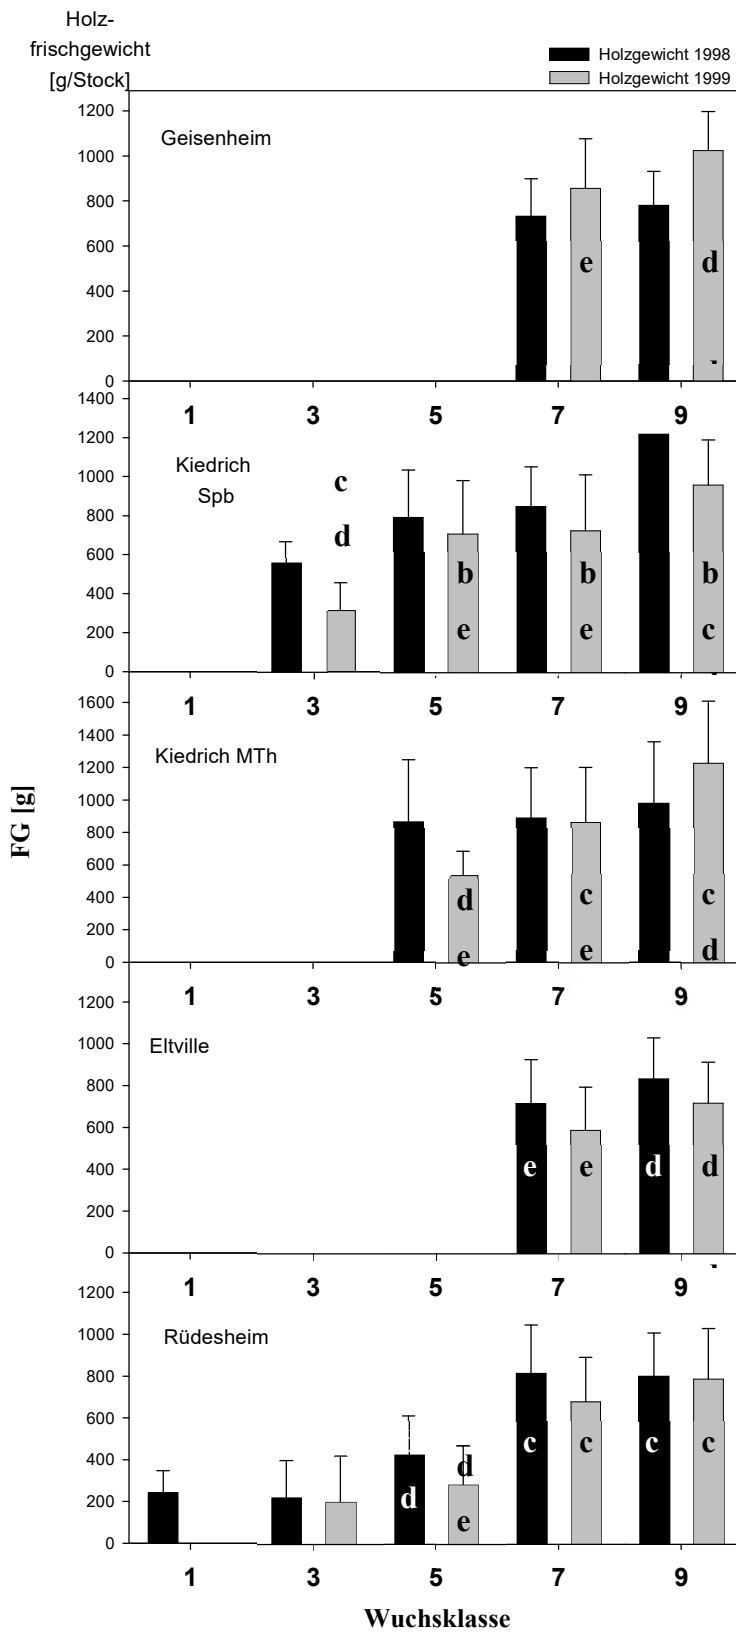 Holz-
frischgewicht
[g/Stock]
Holzgewicht 1998
Holzgewicht 1999
1200
1000
800
600
400
200
0
Geisenheim
e
d
1 3 5 7 9
1400
1200
1000
800
600
400
200
0
Kiedrich
Spb
c
d
b b b
e e c
1 3 5 7 9
1600
1400
1200
1000
800
600
400
200
0
Kiedrich MTh
d c c
e e d
1 3 5 7 9
FG [g]
1200
1000
800
600
400
200
0
Eltville
e e d d
1 3 5 7 9
1200
1000
800
600
400
200
0
Rüdesheim
c c c c
d d
e
1 3 5 7 9
Wuchsklasse